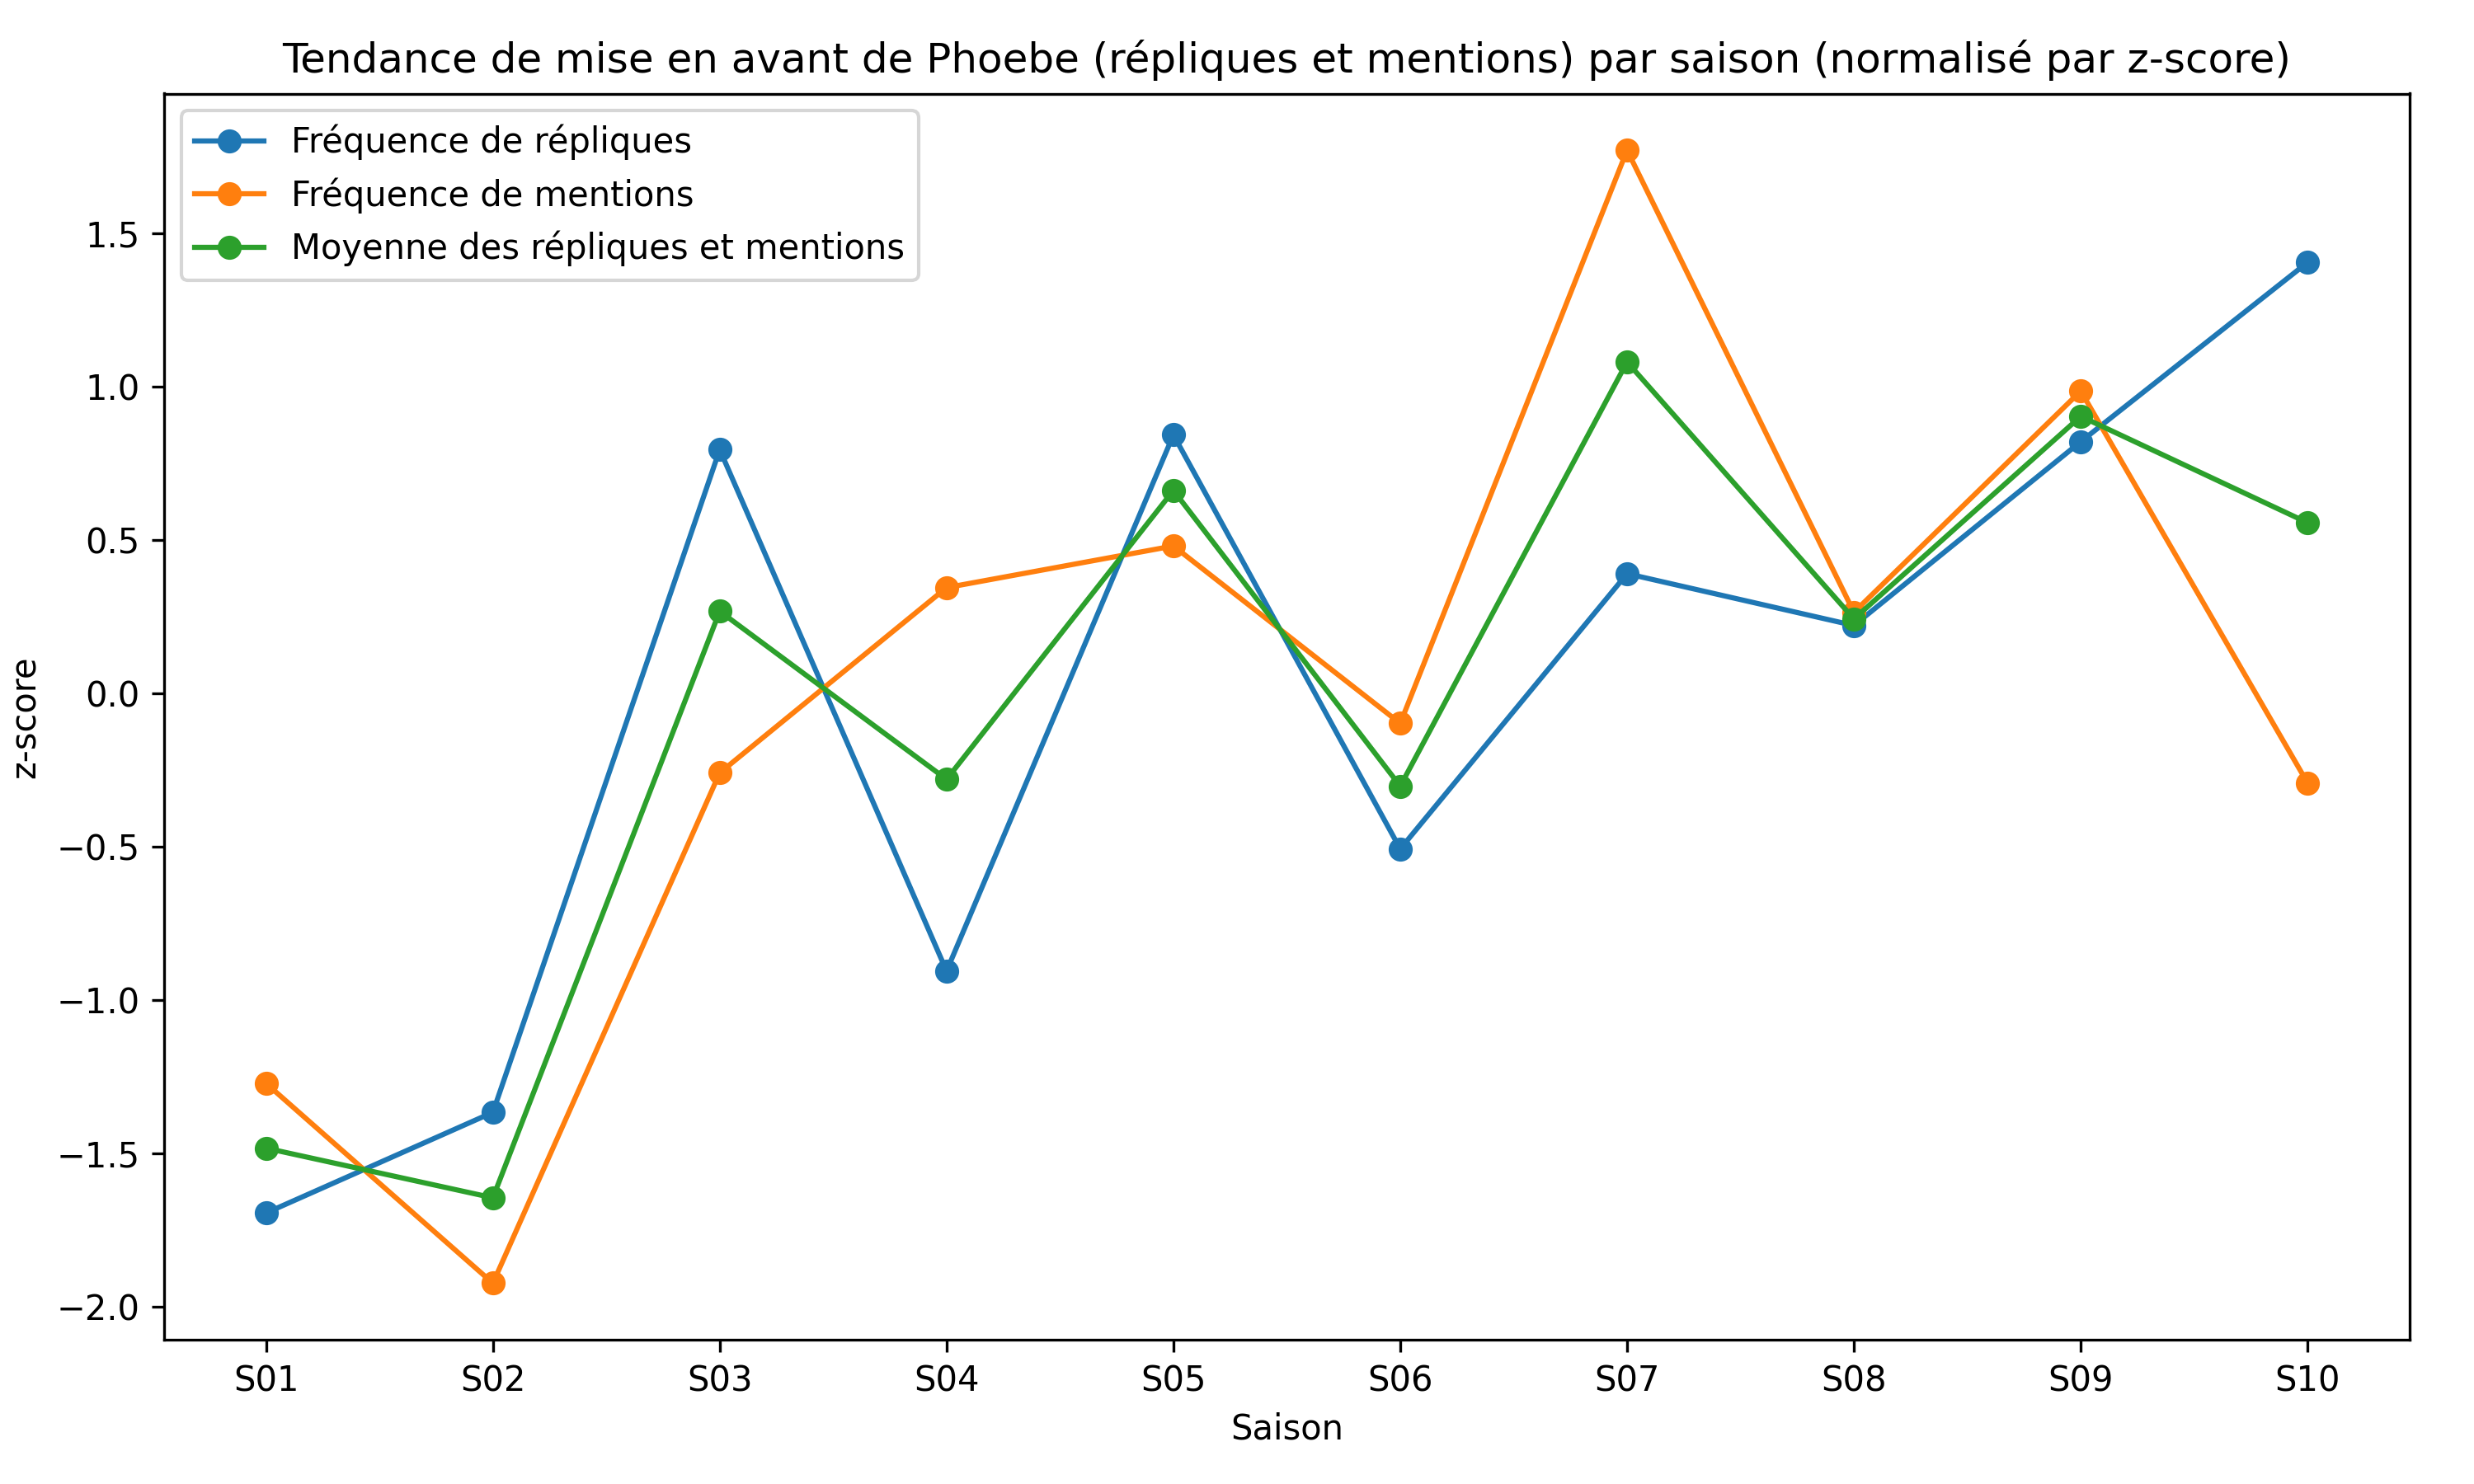 Tendance de mise en avant de Phoebe (répliques et mentions) par saison (normalisé par z-score)
Fréquence de répliques
Fréquence de mentions
Moyenne des répliques et mentions
1.5
1.0
0.5
0.0
−0.5
−1.0
−1.5
−2.0
z-score
S01 S02 S03 S04 S05 S06 S07 S08 S09 S10
Saison